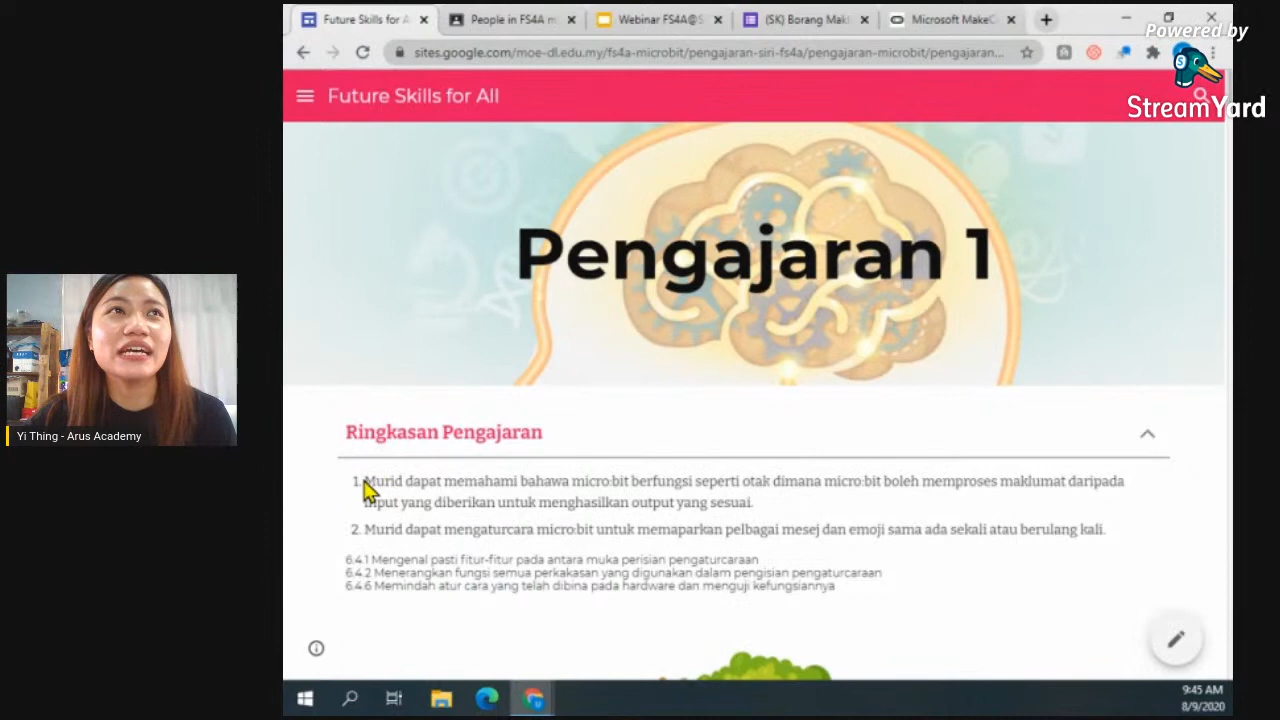 Future Skills for A
People in FS4A m
Webinar FS4A@S
(SK) Borang Mak
Microsoft MakeC
sites.google.com/moe-dl.edu.my/fs4a-microbit/pengajaran-siri-fs4a/pengajaran-microbit/pengajaran...
Powered by
StreamYard
Future Skills for All
Pengajaran 1
Ringkasan Pengajaran
1. Murid dapat memahami bahawa micro:bit berfungsi seperti otak dimana micro:bit boleh memproses maklumat daripada
input yang diberikan untuk menghasilkan output yang sesuai.
2. Murid dapat mengaturcara micro:bit untuk memaparkan pelbagai mesej dan emoji sama ada sekali atau berulang kali.
6.4.1 Mengenal pasti fitur-fitur pada antara muka perisian pengaturcaraan
6.4.2 Menerangkan fungsi semua perkakasan yang digunakan dalam pengisian pengaturcaraan
6.4.6 Memindah atur cara yang telah dibina pada hardware dan menguji kefungsiannya
Yi Thing - Arus Academy
9:45 AM
8/9/2020